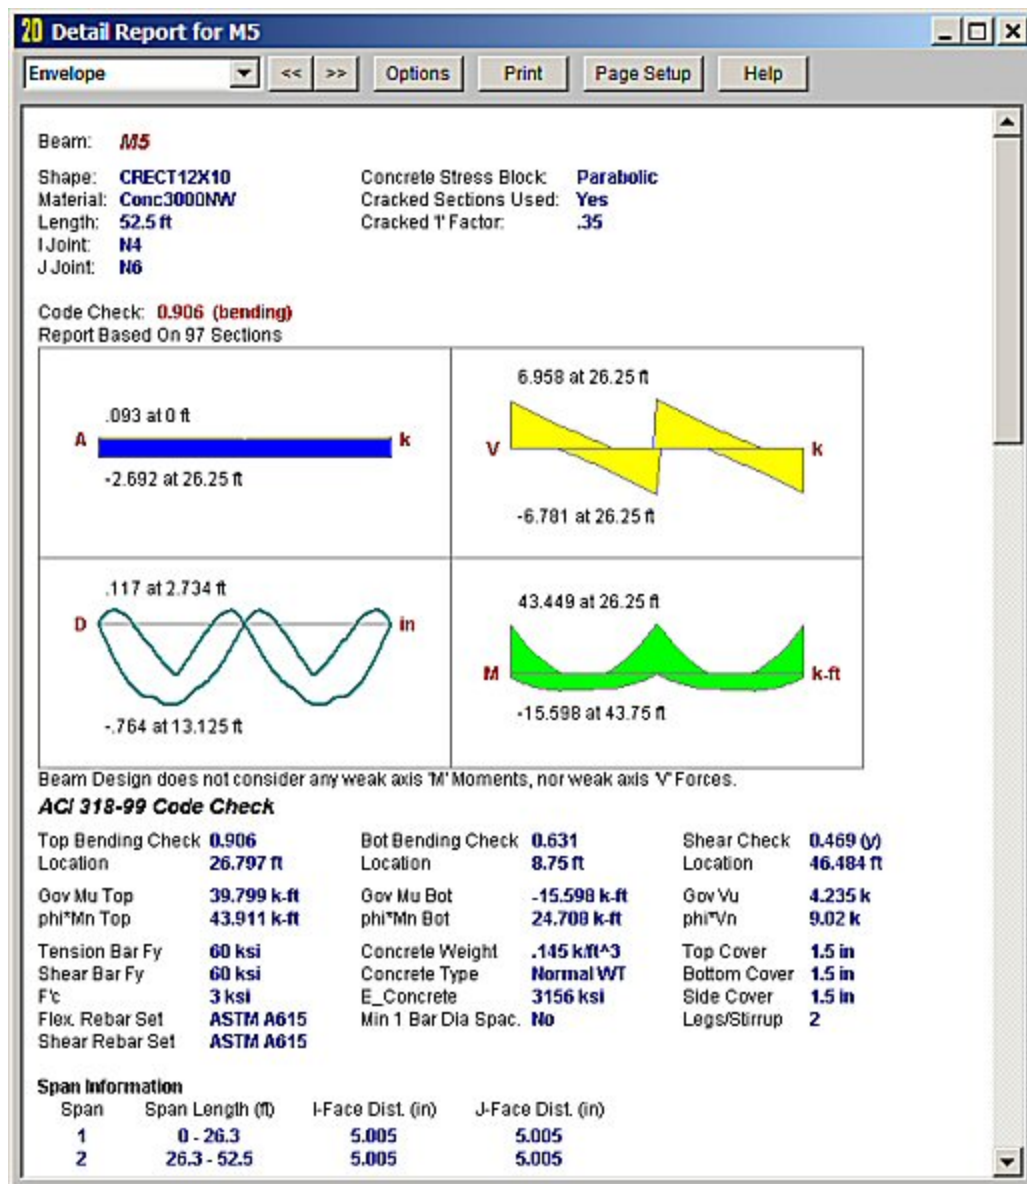 20 Detail Report for M5
Envelope << >> Options Print Page Setup Help
Beam: M5
Shape: CRECT12X10 Concrete Stress Block: Parabolic
Material: Conc3000NW Cracked Sections Used: Yes
Length: 52.5 ft Cracked 'I' Factor: .35
I Joint: N4
J Joint: N6
Code Check: 0.906 (bending)
Report Based On 97 Sections
.093 at 0 ft
A k
-2.692 at 26.25 ft
6.958 at 26.25 ft
V k
-6.781 at 26.25 ft
.117 at 2.734 ft
D in
-.764 at 13.125 ft
43.449 at 26.25 ft
M k-ft
-15.598 at 43.75 ft
Beam Design does not consider any weak axis 'M' Moments, nor weak axis 'V' Forces.
ACI 318-99 Code Check
Top Bending Check 0.906 Bot Bending Check 0.631 Shear Check 0.469 (y)
Location 26.797 ft Location 8.75 ft Location 46.484 ft
Gov Mu Top 39.799 k-ft Gov Mu Bot -15.598 k-ft Gov Vu 4.235 k
phi*Mn Top 43.911 k-ft phi*Mn Bot 24.708 k-ft phi*Vn 9.02 k
Tension Bar Fy 60 ksi Concrete Weight .145 k/ft^3 Top Cover 1.5 in
Shear Bar Fy 60 ksi Concrete Type Normal WT Bottom Cover 1.5 in
F'c 3 ksi E_Concrete 3156 ksi Side Cover 1.5 in
Flex. Rebar Set ASTM A615 Min 1 Bar Dia Spac. No Legs/Stirrup 2
Shear Rebar Set ASTM A615
Span Information
Span Span Length (ft) I-Face Dist. (in) J-Face Dist. (in)
1 0 - 26.3 5.005 5.005
2 26.3 - 52.5 5.005 5.005